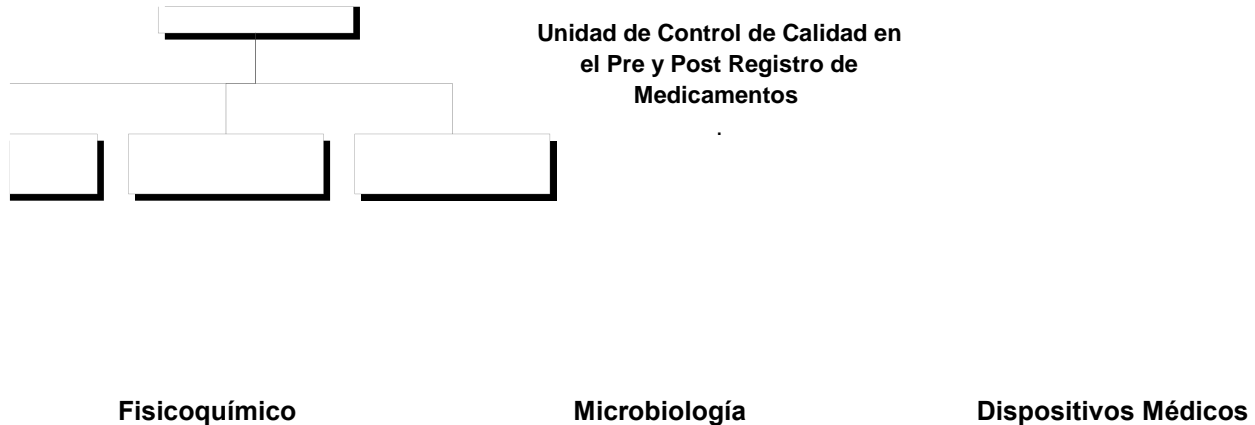 Unidad de Control de Calidad en
el Pre y Post Registro de
Medicamentos
.
Fisicoquímico Microbiología Dispositivos Médicos